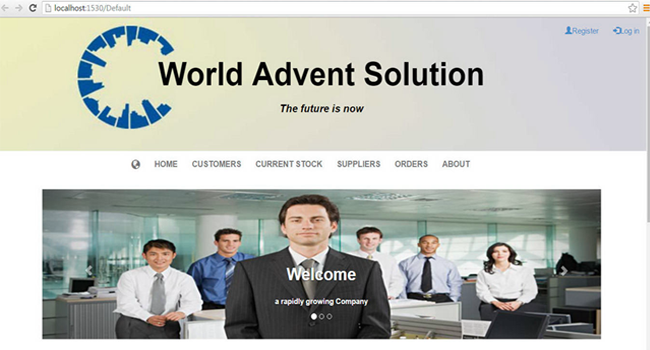 localhost:1530/Default
Register Log in
World Advent Solution
The future is now
HOME CUSTOMERS CURRENT STOCK SUPPLIERS ORDERS ABOUT
Welcome
a rapidly growing Company